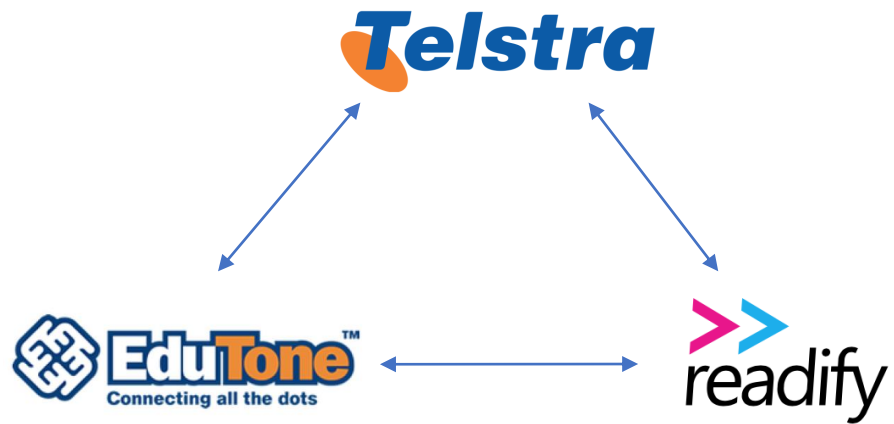 Telstra
EduTone™
Connecting all the dots
readify